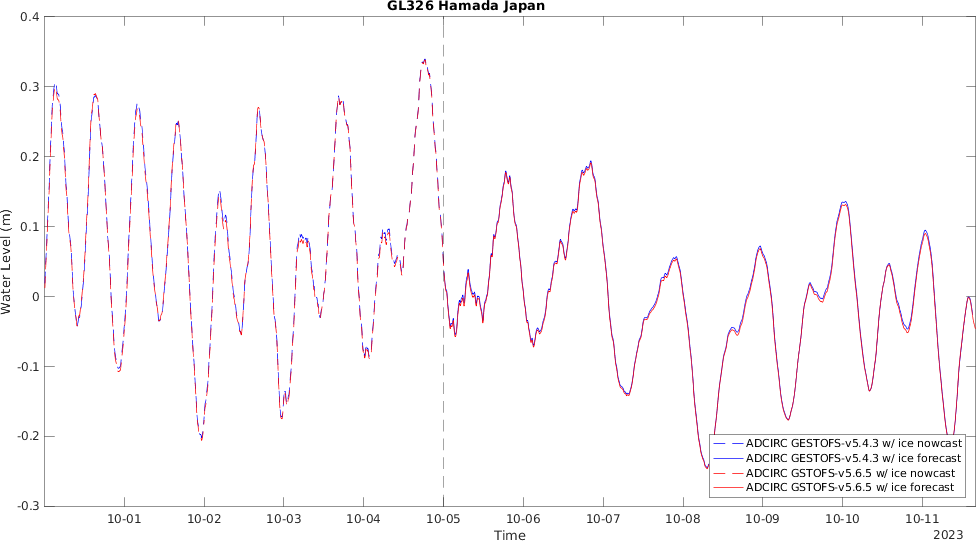 GL326 Hamada Japan
0.4
0.3
0.2
0.1
0
-0.1
-0.2
-0.3
Water Level (m)
10-01 10-02 10-03 10-04 10-05 10-06 10-07 10-08 10-09 10-10 10-11
Time
2023
ADCIRC GESTOFS-v5.4.3 w/ ice nowcast
ADCIRC GESTOFS-v5.4.3 w/ ice forecast
ADCIRC GSTOFS-v5.6.5 w/ ice nowcast
ADCIRC GSTOFS-v5.6.5 w/ ice forecast